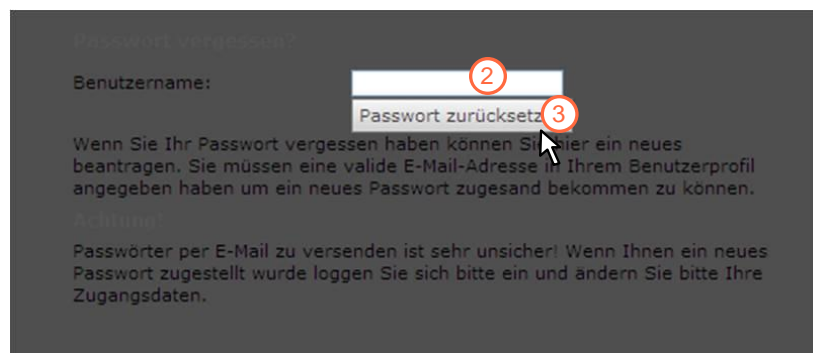 Passwort vergessen?
Benutzername:
2
Passwort zurücksetz
3
Wenn Sie Ihr Passwort vergessen haben können Sie hier ein neues
beantragen. Sie müssen eine valide E-Mail-Adresse in Ihrem Benutzerprofil
angegeben haben um ein neues Passwort zugesand bekommen zu können.
Achtung!
Passwörter per E-Mail zu versenden ist sehr unsicher! Wenn Ihnen ein neues
Passwort zugestellt wurde loggen Sie sich bitte ein und ändern Sie bitte Ihre
Zugangsdaten.